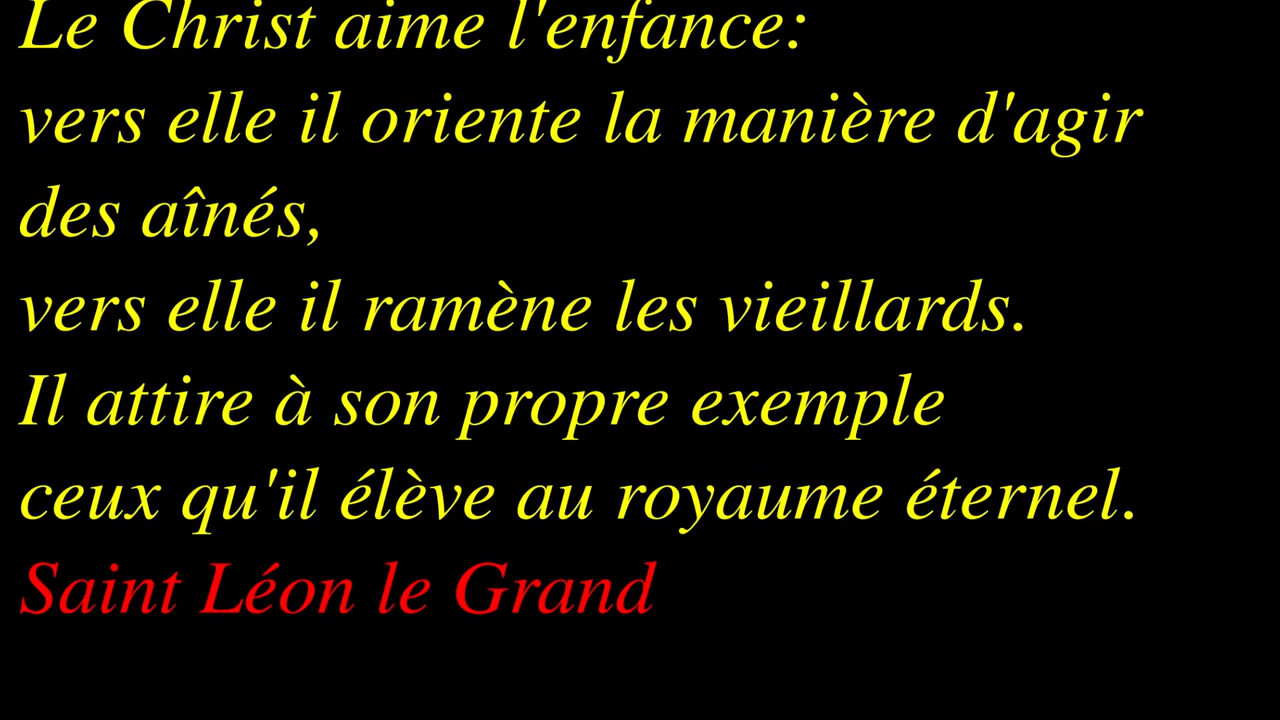 Le Christ aime l'enfance:
vers elle il oriente la manière d'agir
des aînés,
vers elle il ramène les vieillards.
Il attire à son propre exemple
ceux qu'il élève au royaume éternel.
Saint Léon le Grand